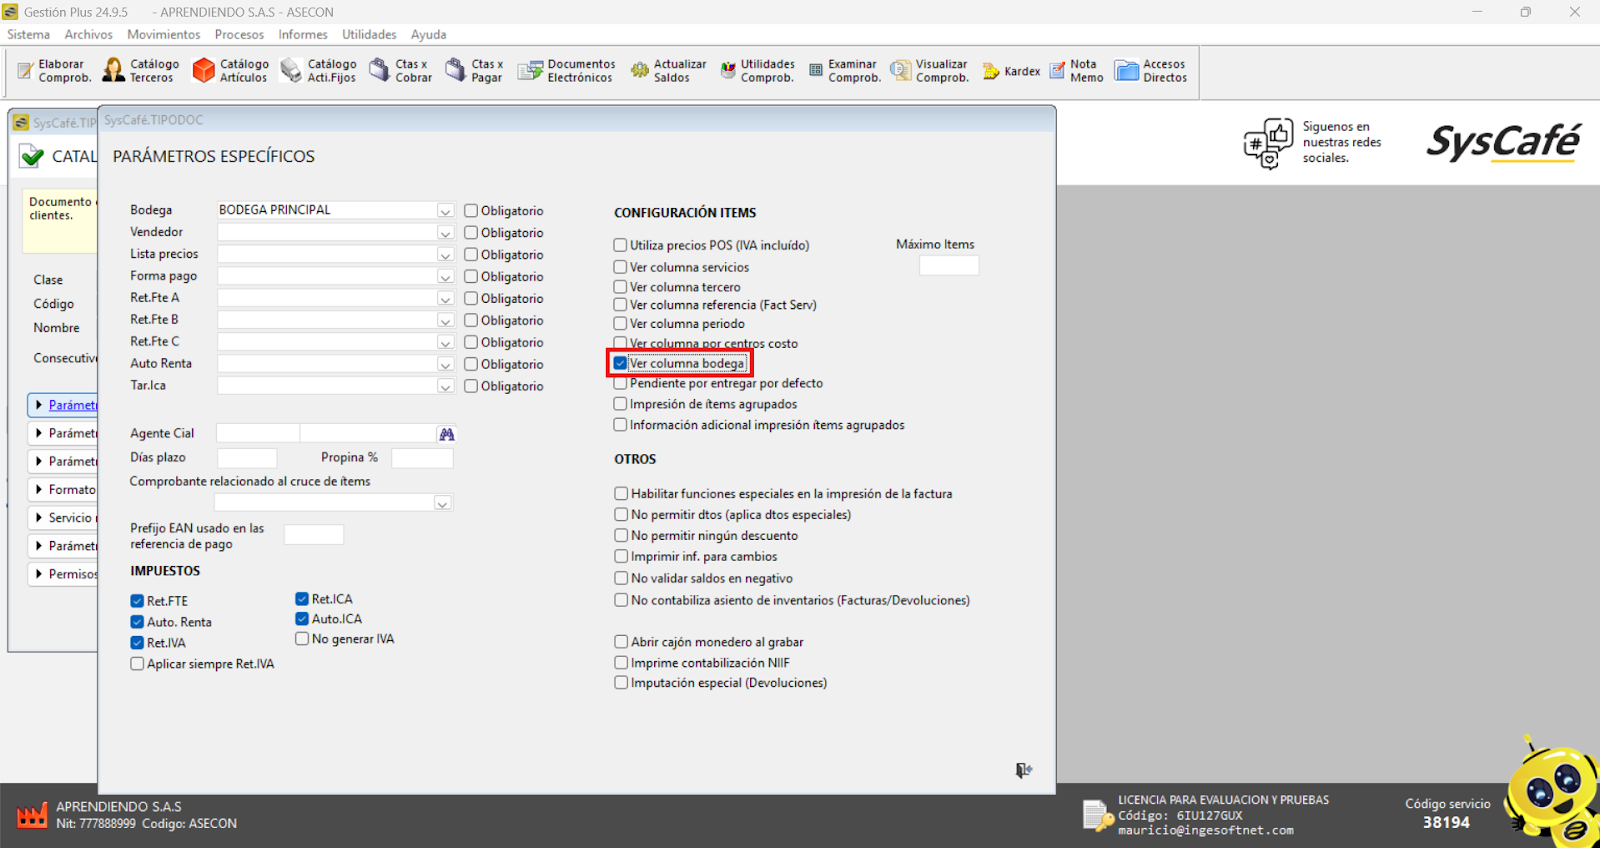 Gestión Plus 24.9.5 - APRENDIENDO S.A.S - ASECON
Sistema Archivos Movimientos Procesos Informes Utilidades Ayuda
Elaborar Comprob.
Catálogo Terceros
Catálogo Artículos
Catálogo Acti.Fijos
Ctas x Cobrar
Ctas x Pagar
Documentos Electrónicos
Actualizar Saldos
Utilidades Comprob.
Examinar Comprob.
Visualizar Comprob.
Kardex
Nota Memo
Accesos Directos
SysCafé.TIP
SysCafé.TIPODOC
Siguenos en
nuestras redes
sociales.
SysCafé
CATAL
Documento
clientes.
Clase
Código
Nombre
Consecutiv
Parámet
Parámet
Parámet
Formato
Servicio
Parámet
Permisos
PARÁMETROS ESPECÍFICOS
Bodega BODEGA PRINCIPAL Obligatorio
Vendedor Obligatorio
Lista precios Obligatorio
Forma pago Obligatorio
Ret.Fte A Obligatorio
Ret.Fte B Obligatorio
Ret.Fte C Obligatorio
Auto Renta Obligatorio
Tar.Ica Obligatorio
Agente Cial
Días plazo Propina %
Comprobante relacionado al cruce de ítems
Prefijo EAN usado en las
referencia de pago
IMPUESTOS
Ret.FTE Ret.ICA
Auto. Renta Auto.ICA
Ret.IVA No generar IVA
Aplicar siempre Ret.IVA
CONFIGURACIÓN ITEMS
Utiliza precios POS (IVA incluído) Máximo Items
Ver columna servicios
Ver columna tercero
Ver columna referencia (Fact Serv)
Ver columna periodo
Ver columna por centros costo
Ver columna bodega
Pendiente por entregar por defecto
Impresión de ítems agrupados
Información adicional impresión ítems agrupados
OTROS
Habilitar funciones especiales en la impresión de la factura
No permitir dtos (aplica dtos especiales)
No permitir ningún descuento
Imprimir inf. para cambios
No validar saldos en negativo
No contabiliza asiento de inventarios (Facturas/Devoluciones)
Abrir cajón monedero al grabar
Imprime contabilización NIIF
Imputación especial (Devoluciones)
APRENDIENDO S.A.S
Nit: 777888999 Codigo: ASECON
LICENCIA PARA EVALUACION Y PRUEBAS
Código: 6IU127GUX
mauricio@ingesoftnet.com
Código servicio
38194